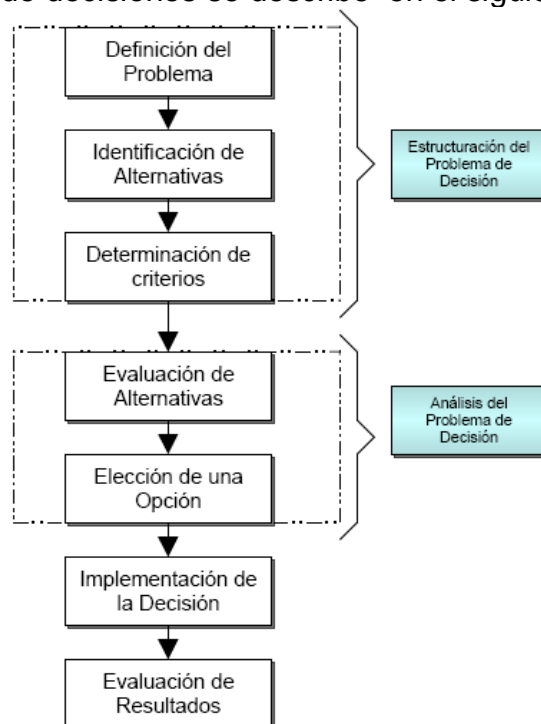 de decisiones se describe en el siguie
Definición del
Problema
Identificación de
Alternativas
Determinación de
criterios
Estructuración del
Problema de
Decisión
Evaluación de
Alternativas
Elección de una
Opción
Análisis del
Problema de
Decisión
Implementación de
la Decisión
Evaluación de
Resultados